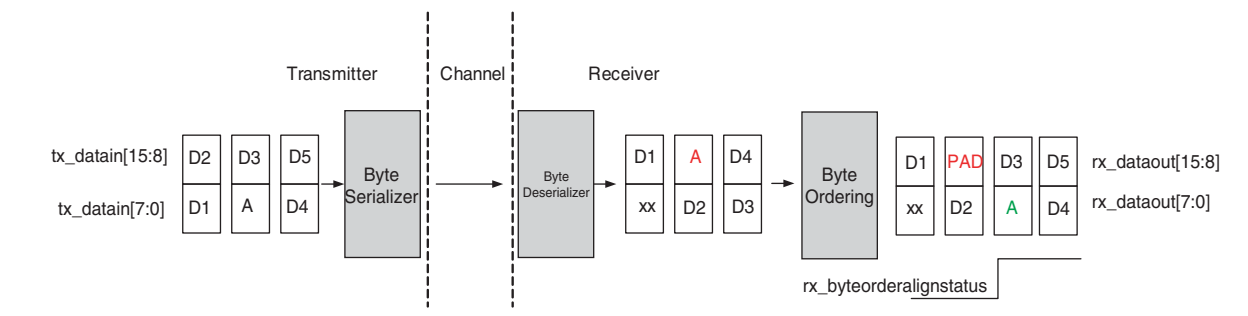 Transmitter Channel Receiver
tx_datain[15:8] D2 D3 D5 D1 A D4 D1 PAD D3 D5 rx_dataout[15:8]
Byte Serializer Byte Deserializer Byte Ordering
tx_datain[7:0] D1 A D4 xx D2 D3 xx D2 A D4 rx_dataout[7:0]
rx_byteorderalignstatus